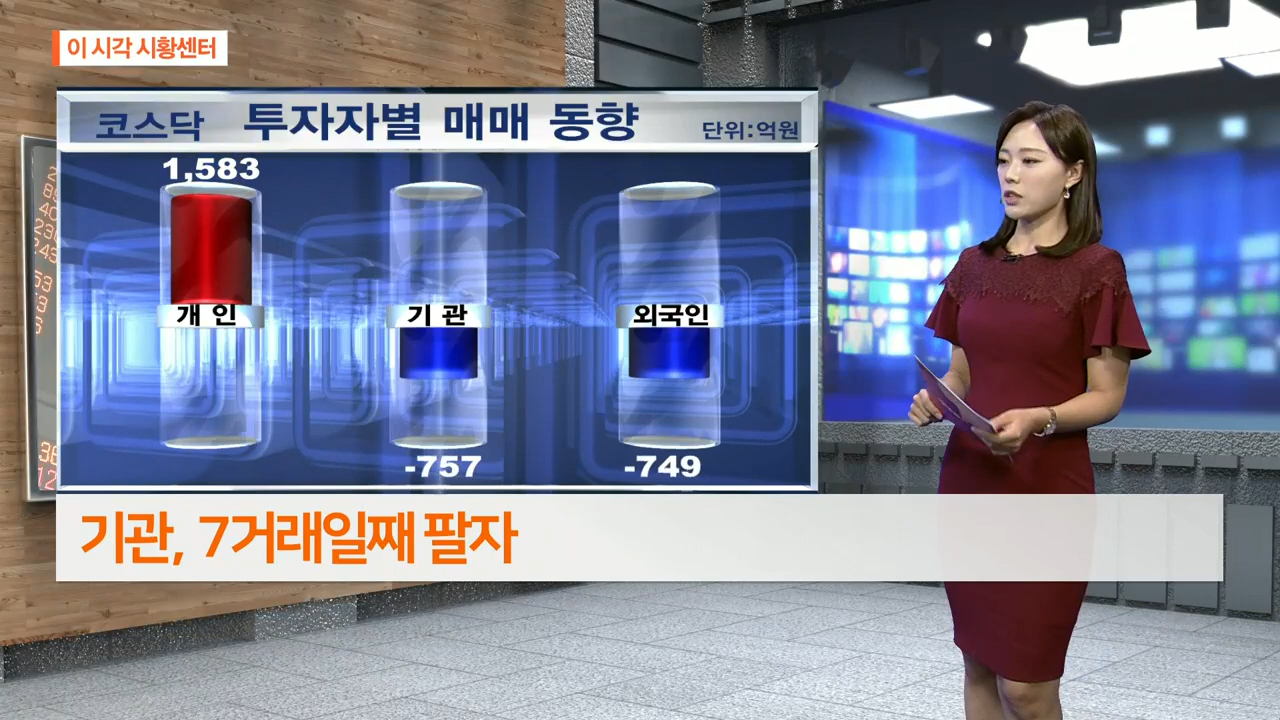 이 시각 시황센터
코스닥 투자자별 매매 동향 단위:억원
1,583
개 인 기 관 외국인
-757 -749
기관, 7거래일째 팔자